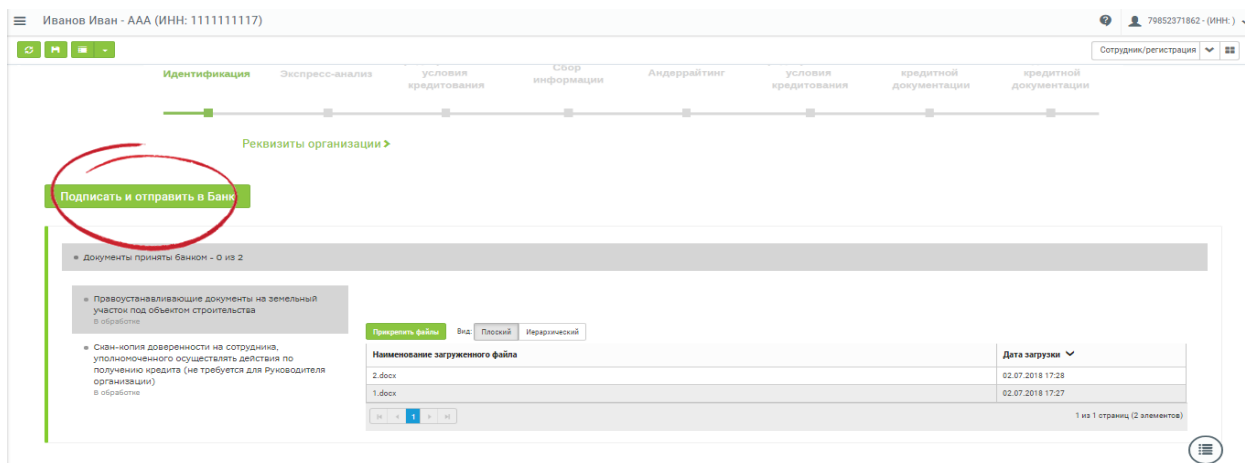 Иванов Иван - ААА (ИНН: 1111111117)
79852371862 - (ИНН: )
Сотрудник/регистрация
Идентификация
Экспресс-анализ
условия
кредитования
Сбор
информации
Андеррайтинг
условия
кредитования
кредитной
документации
кредитной
документации
Реквизиты организации
Подписать и отправить в Банк
Документы приняты банком - 0 из 2
Правоустанавливающие документы на земельный
участок под объектом строительства
В обработке
Скан-копия доверенности на сотрудника,
уполномоченного осуществлять действия по
получению кредита (не требуется для Руководителя
организации)
В обработке
Прикрепить файлы Вид: Плоский Иерархический
Наименование загруженного файла Дата загрузки
2.docx 02.07.2018 17:28
1.docx 02.07.2018 17:27
1 1 из 1 страниц (2 элементов)